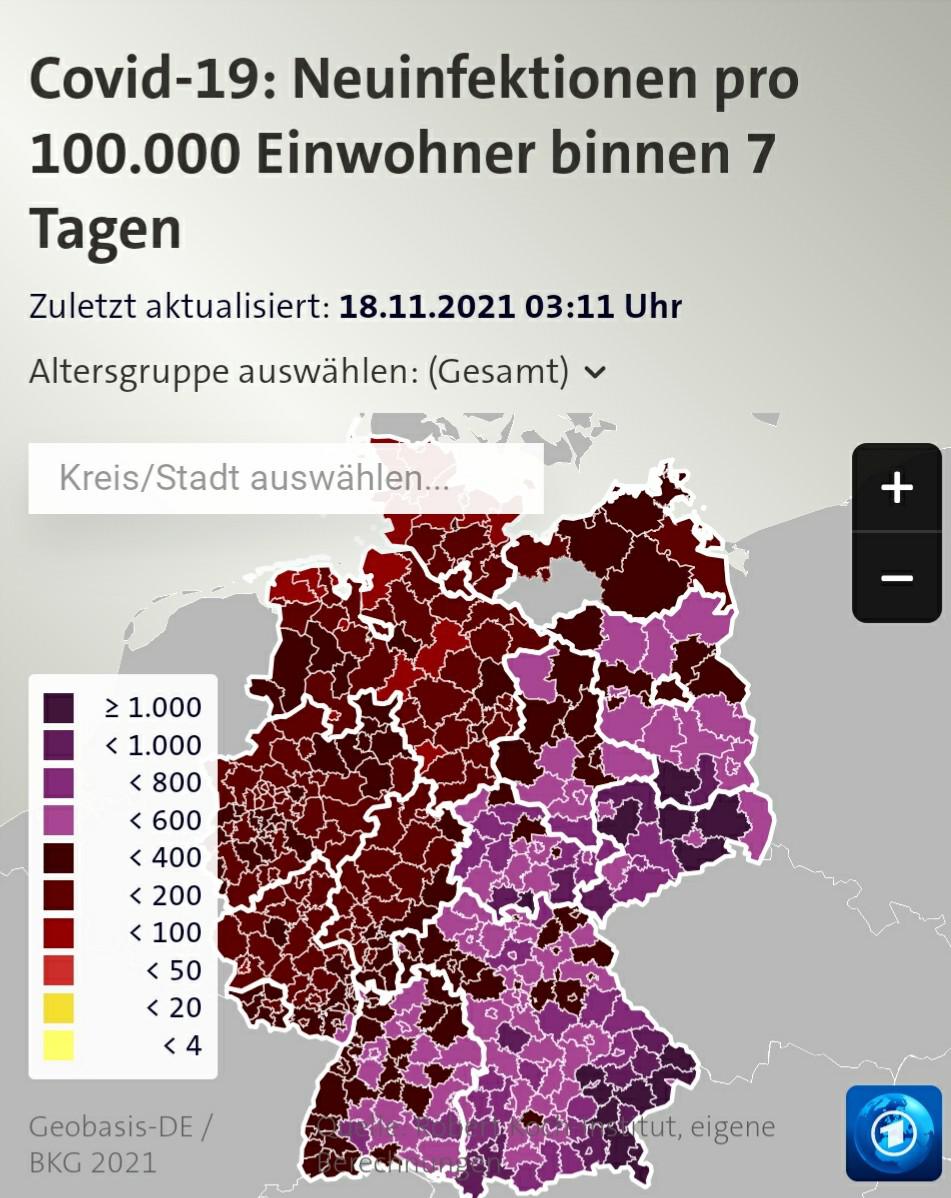 Covid-19: Neuinfektionen pro
100.000 Einwohner binnen 7
Tagen
Zuletzt aktualisiert: 18.11.2021 03:11 Uhr
Altersgruppe auswählen: (Gesamt)
Kreis/Stadt auswählen...
+
−
≥ 1.000
< 1.000
< 800
< 600
< 400
< 200
< 100
< 50
< 20
< 4
Geobasis-DE /
BKG 2021
Quelle: Robert Koch-Institut, eigene
Berechnungen
1